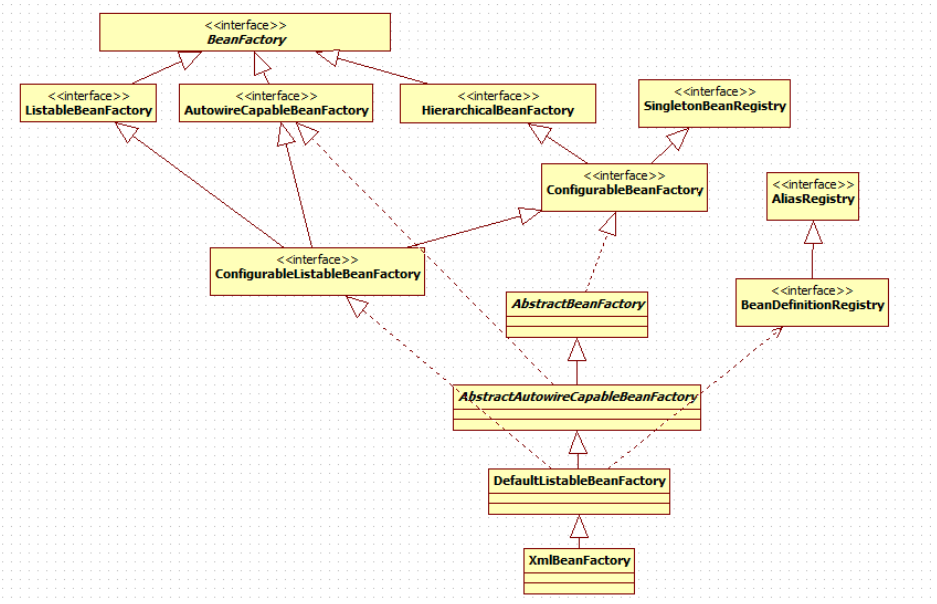 <<interface>>
BeanFactory
<<interface>>
ListableBeanFactory
<<interface>>
AutowireCapableBeanFactory
<<interface>>
HierarchicalBeanFactory
<<interface>>
SingletonBeanRegistry
<<interface>>
ConfigurableBeanFactory
<<interface>>
AliasRegistry
<<interface>>
ConfigurableListableBeanFactory
<<interface>>
BeanDefinitionRegistry
AbstractBeanFactory
AbstractAutowireCapableBeanFactory
DefaultListableBeanFactory
XmlBeanFactory